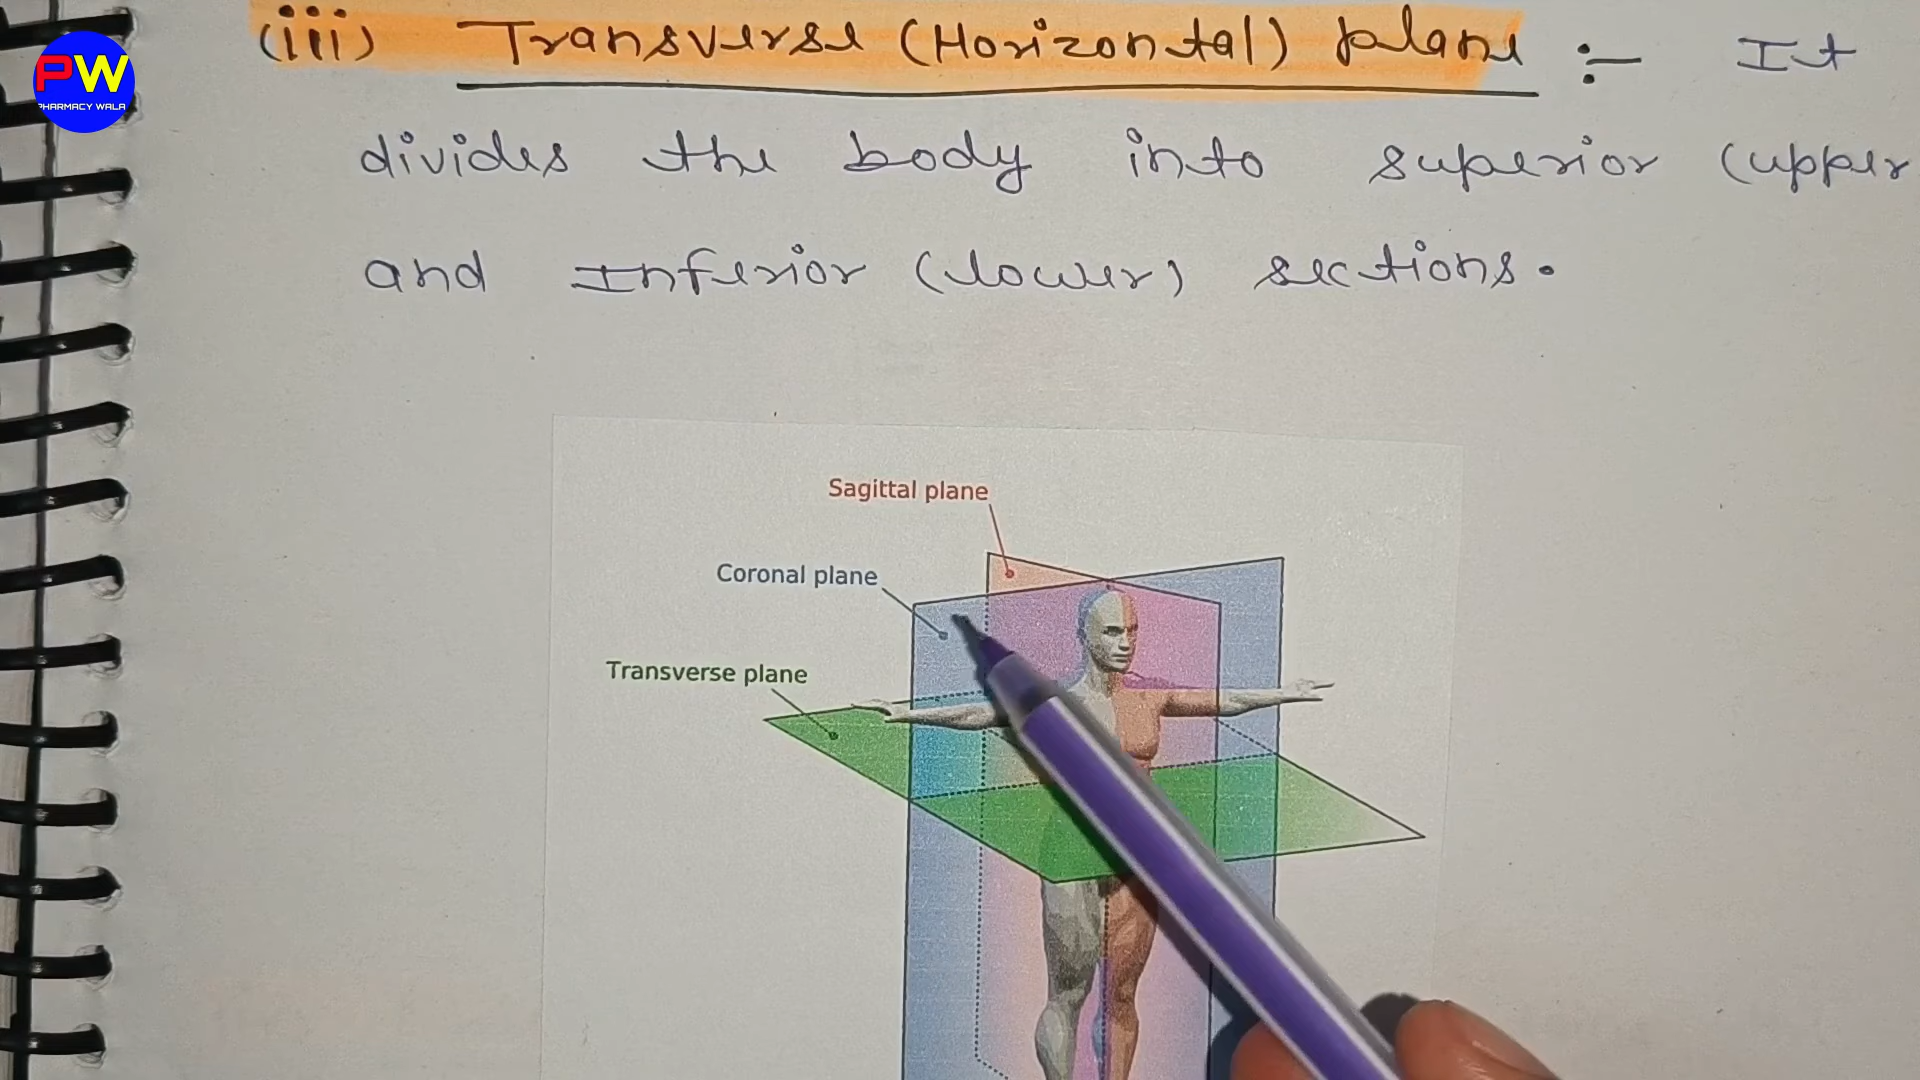 PW
PHARMACY WALA
(iii) Transverse (Horizontal) plane :- It
divides the body into superior (upper
and Inferior (lower) sections.
Sagittal plane
Coronal plane
Transverse plane